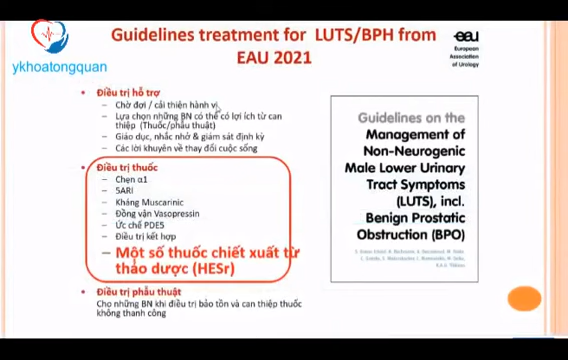 Guidelines treatment for LUTS/BPH from
EAU 2021
ykhoatongquan
eau
European
Association
of Urology
• Điều trị hỗ trợ
– Chờ đợi / cải thiện hành vi
– Lựa chọn những BN có thể có lợi ích từ can
thiệp (Thuốc/phẫu thuật)
– Giáo dục, nhắc nhở & giám sát định kỳ
– Các lời khuyên về thay đổi cuộc sống
• Điều trị thuốc
– Chẹn α1
– 5ARI
– Kháng Muscarinic
– Đồng vận Vasopressin
– Ức chế PDE5
– Điều trị kết hợp
– Một số thuốc chiết xuất từ
thảo dược (HESr)
• Điều trị phẫu thuật
Cho những BN khi điều trị bảo tồn và can thiệp thuốc
không thanh công
Guidelines on the
Management of
Non-Neurogenic
Male Lower Urinary
Tract Symptoms
(LUTS), incl.
Benign Prostatic
Obstruction (BPO)